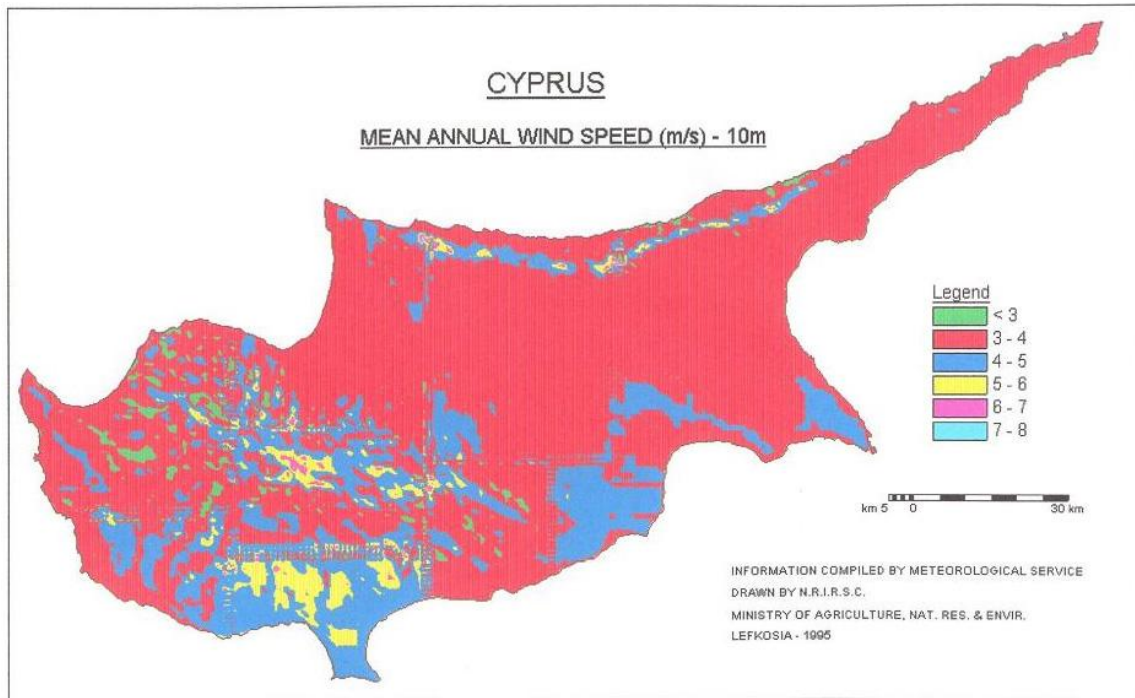 CYPRUS
MEAN ANNUAL WIND SPEED (m/s) - 10m
Legend
< 3
3 - 4
4 - 5
5 - 6
6 - 7
7 - 8
km 5 0 30 km
INFORMATION COMPILED BY METEOROLOGICAL SERVICE
DRAWN BY N.R.I.R.S.C.
MINISTRY OF AGRICULTURE, NAT. RES. & ENVIR.
LEFKOSIA - 1995